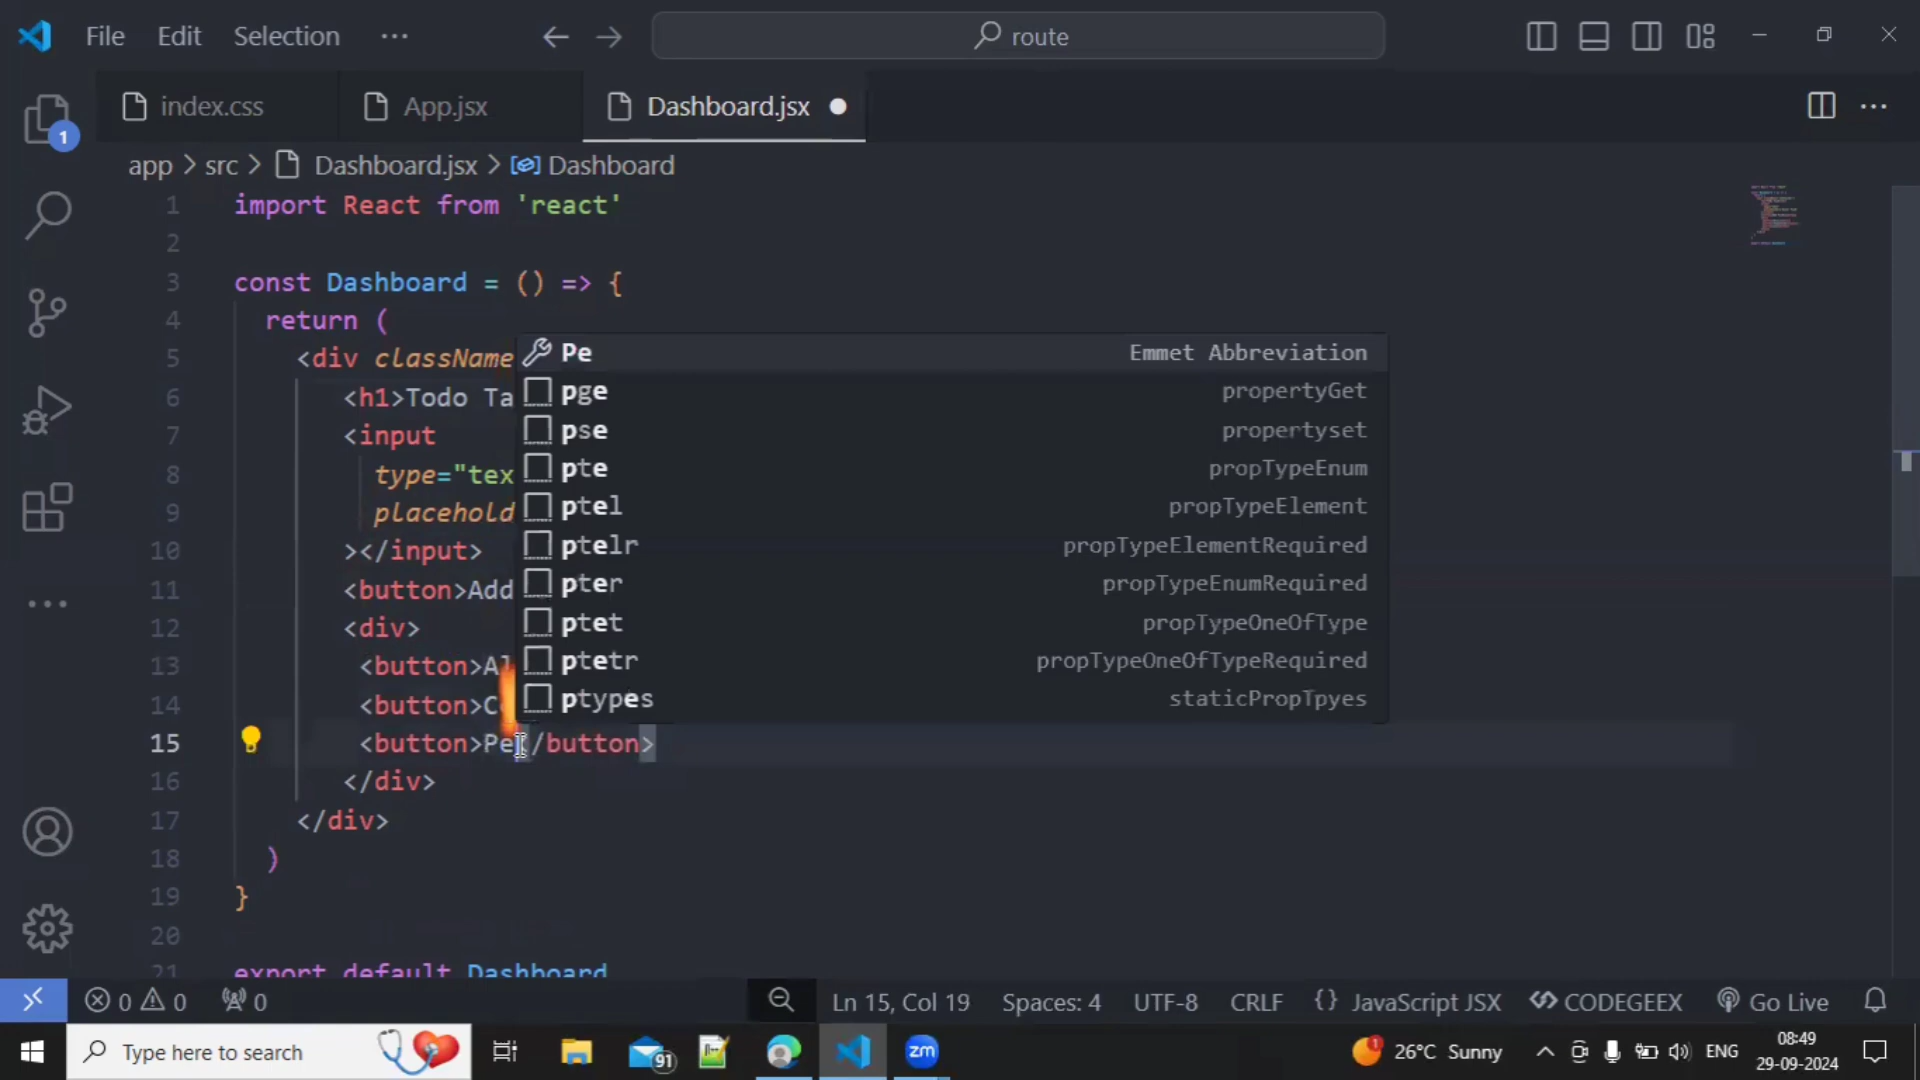 File Edit Selection ··· route
index.css App.jsx Dashboard.jsx
1
app > src > Dashboard.jsx > Dashboard
1 import React from 'react'
2
3 const Dashboard = () => {
4 return (
5 <div className
6 <h1>Todo Ta
7 <input
8 type="tex
9 placehold
10 ></input>
11 <button>Add
12 <div>
13 <button>Al
14 <button>C
15 <button>Pe</button>
16 </div>
17 </div>
18 )
19 }
20
21 export default Dashboard
Pe Emmet Abbreviation
pge propertyGet
pse propertyset
pte propTypeEnum
ptel propTypeElement
ptelr propTypeElementRequired
pter propTypeEnumRequired
ptet propTypeOneOfType
ptetr propTypeOneOfTypeRequired
ptypes staticPropTpyes
0 0 0 Ln 15, Col 19 Spaces: 4 UTF-8 CRLF {} JavaScript JSX CODEGEEX Go Live
Type here to search 91 zm 1 26°C Sunny ENG 08:49
29-09-2024